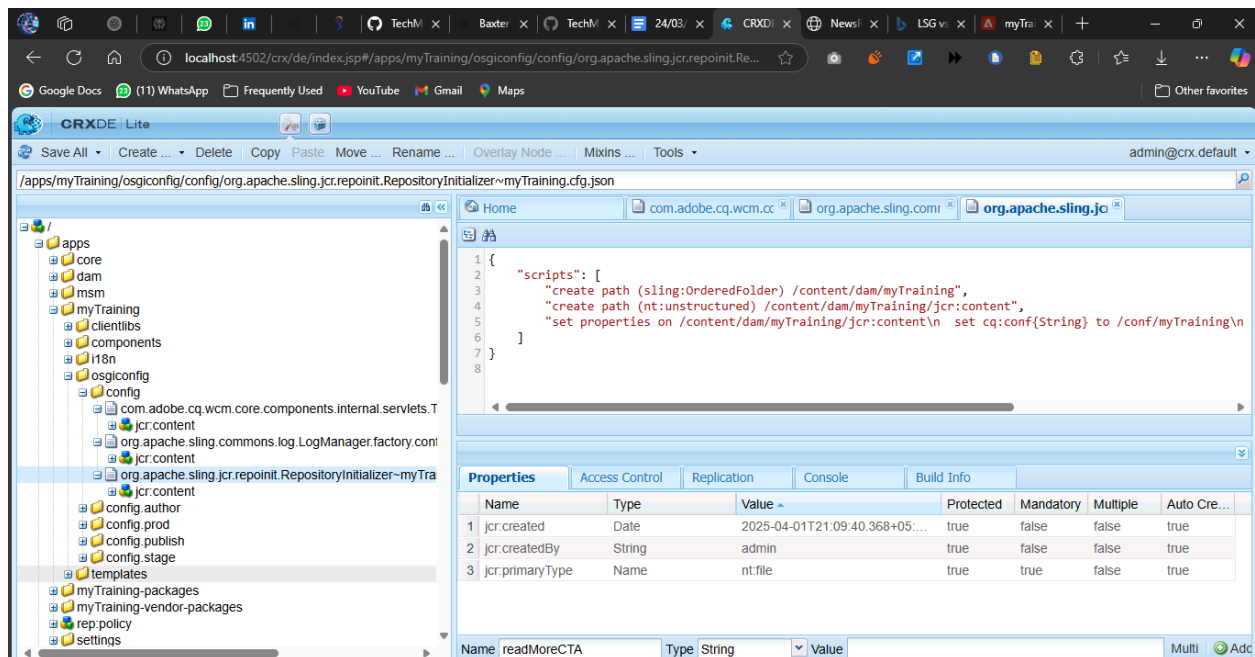 TechM
Baxter
TechM
24/03/
CRXDE
NewsF
LSG vs
myTrai
localhost:4502/crx/de/index.jsp#/apps/myTraining/osgiconfig/config/org.apache.sling.jcr.repoinit.Re...
Google Docs (11) WhatsApp Frequently Used YouTube Gmail Maps Other favorites
CRXDE Lite
Save All Create ... Delete Copy Paste Move ... Rename ... Overlay Node ... Mixins ... Tools admin@crx.default
/apps/myTraining/osgiconfig/config/org.apache.sling.jcr.repoinit.RepositoryInitializer~myTraining.cfg.json
/
apps
core
dam
msm
myTraining
clientlibs
components
i18n
osgiconfig
config
com.adobe.cq.wcm.core.components.internal.servlets.T
jcr:content
org.apache.sling.commons.log.LogManager.factory.conf
jcr:content
org.apache.sling.jcr.repoinit.RepositoryInitializer~myTra
jcr:content
config.author
config.prod
config.publish
config.stage
templates
myTraining-packages
myTraining-vendor-packages
rep:policy
settings
Home com.adobe.cq.wcm.cc org.apache.sling.comr org.apache.sling.jc
1 {
2 "scripts": [
3 "create path (sling:OrderedFolder) /content/dam/myTraining",
4 "create path (nt:unstructured) /content/dam/myTraining/jcr:content",
5 "set properties on /content/dam/myTraining/jcr:content\n  set cq:conf{String} to /conf/myTraining\n
6 ]
7 }
8
Properties Access Control Replication Console Build Info
Name Type Value Protected Mandatory Multiple Auto Cre...
1 jcr:created Date 2025-04-01T21:09:40.368+05:... true false false true
2 jcr:createdBy String admin true false false true
3 jcr:primaryType Name nt:file true true false true
Name readMoreCTA Type String Value Multi Add